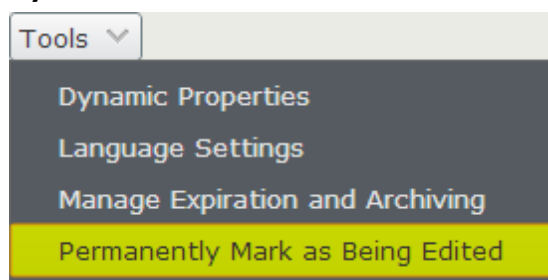 Tools
Dynamic Properties
Language Settings
Manage Expiration and Archiving
Permanently Mark as Being Edited